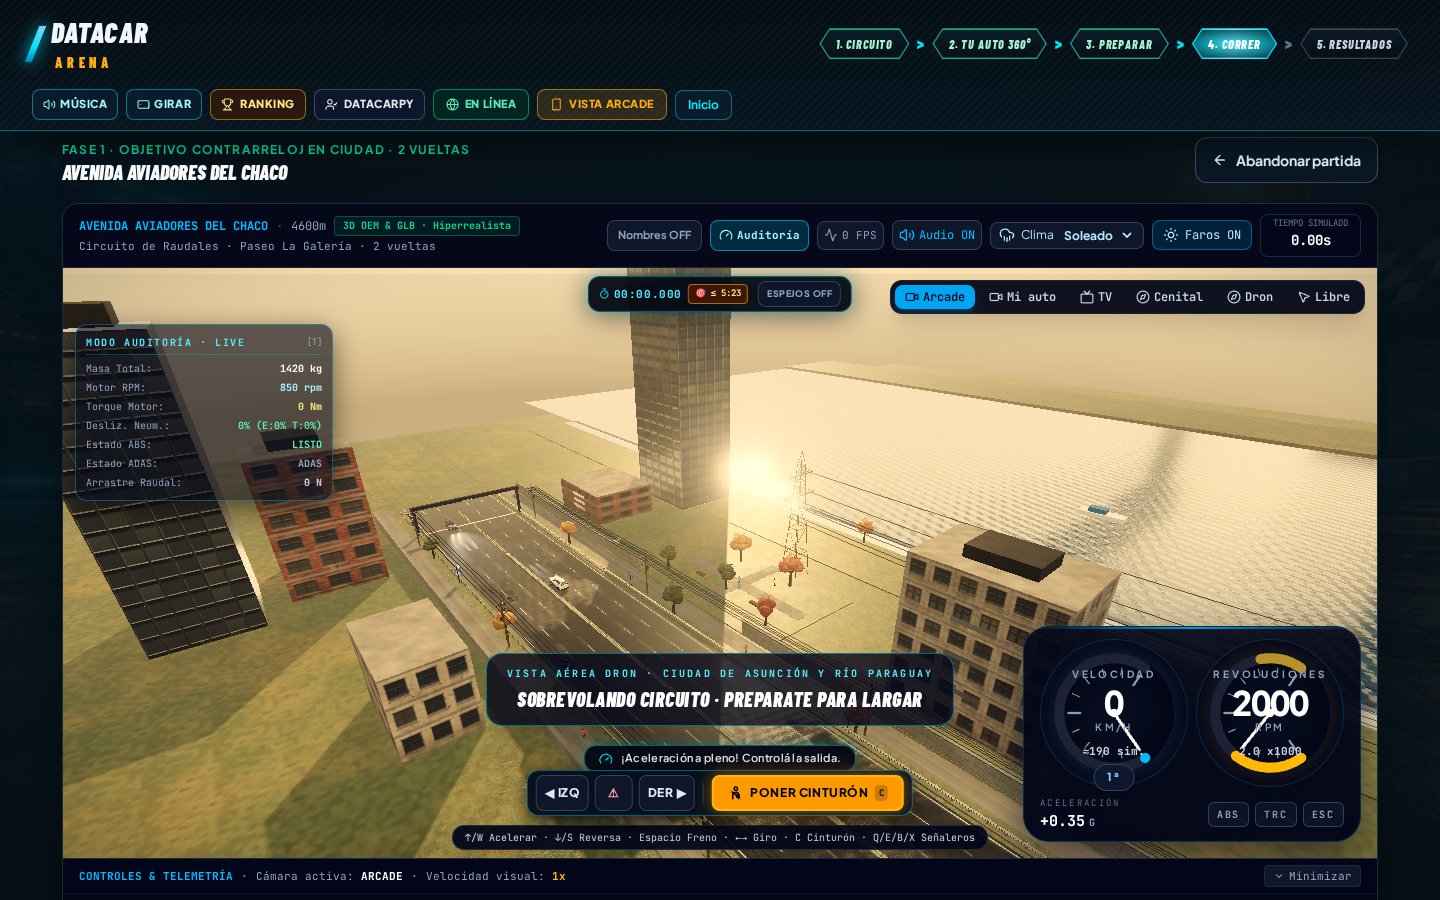 DATACAR
ARENA
1. CIRCUITO > 2. TU AUTO 360° > 3. PREPARAR > 4. CORRER > 5. RESULTADOS
MÚSICA GIRAR RANKING DATACARPY EN LÍNEA VISTA ARCADE Inicio
FASE 1 · OBJETIVO CONTRARRELOJ EN CIUDAD · 2 VUELTAS
AVENIDA AVIADORES DEL CHACO
← Abandonar partida
AVENIDA AVIADORES DEL CHACO · 4600m 3D OEM & GLB · Hiperrealista
Circuito de Raudales · Paseo La Galería · 2 vueltas
Nombres OFF Auditoría 0 FPS Audio ON Clima Soleado Faros ON
TIEMPO SIMULADO
0.00s
00:00.000 🎯 ≤ 5:23 ESPEJOS OFF
Arcade Mi auto TV Cenital Dron Libre
MODO AUDITORÍA · LIVE [T]
Masa Total: 1420 kg
Motor RPM: 850 rpm
Torque Motor: 0 Nm
Desliz. Neum.: 0% (E:0% T:0%)
Estado ABS: LISTO
Estado ADAS: ADAS
Arrastre Raudal: 0 N
VISTA AÉREA DRON · CIUDAD DE ASUNCIÓN Y RÍO PARAGUAY
SOBREVOLANDO CIRCUITO · PREPARATE PARA LARGAR
¡Aceleración a pleno! Controlá la salida.
◀ IZQ ⚠ DER ▶ PONER CINTURÓN C
↑/W Acelerar · ↓/S Reversa · Espacio Freno · ←→ Giro · C Cinturón · Q/E/B/X Señaleros
VELOCIDAD
0
KM/H
≈190 sim.
1ª
REVOLUCIONES
2000
RPM
2.0 x1000
ACELERACIÓN
+0.35 G
ABS TRC ESC
CONTROLES & TELEMETRÍA · Cámara activa: ARCADE · Velocidad visual: 1x
Minimizar